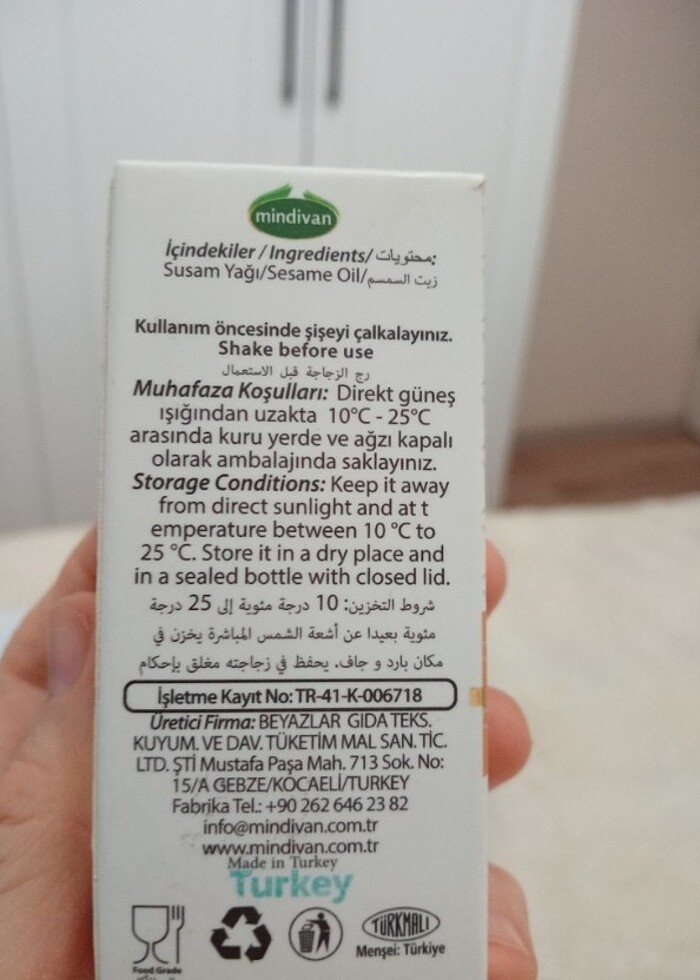 mindivan
İçindekiler / Ingredients/ محتويات:
Susam Yağı/Sesame Oil/زيت السمسم
Kullanım öncesinde şişeyi çalkalayınız.
Shake before use
رج الزجاجة قبل الاستعمال
Muhafaza Koşulları: Direkt güneş
ışığından uzakta 10°C - 25°C
arasında kuru yerde ve ağzı kapalı
olarak ambalajında saklayınız.
Storage Conditions: Keep it away
from direct sunlight and at t
emperature between 10 °C to
25 °C. Store it in a dry place and
in a sealed bottle with closed lid.
شروط التخزين: 10 درجة مئوية إلى 25 درجة
مئوية بعيدا عن أشعة الشمس المباشرة يخزن في
مكان بارد و جاف. يحفظ في زجاجته مغلق بإحكام
İşletme Kayıt No: TR-41-K-006718
Üretici Firma: BEYAZLAR GIDA TEKS.
KUYUM. VE DAV. TÜKETİM MAL SAN. TİC.
LTD. ŞTİ Mustafa Paşa Mah. 713 Sok. No:
15/A GEBZE/KOCAELİ/TURKEY
Fabrika Tel.: +90 262 646 23 82
info@mindivan.com.tr
www.mindivan.com.tr
Made in Turkey
Turkey
TÜRKMALI
Menşei: Türkiye
Food Grade